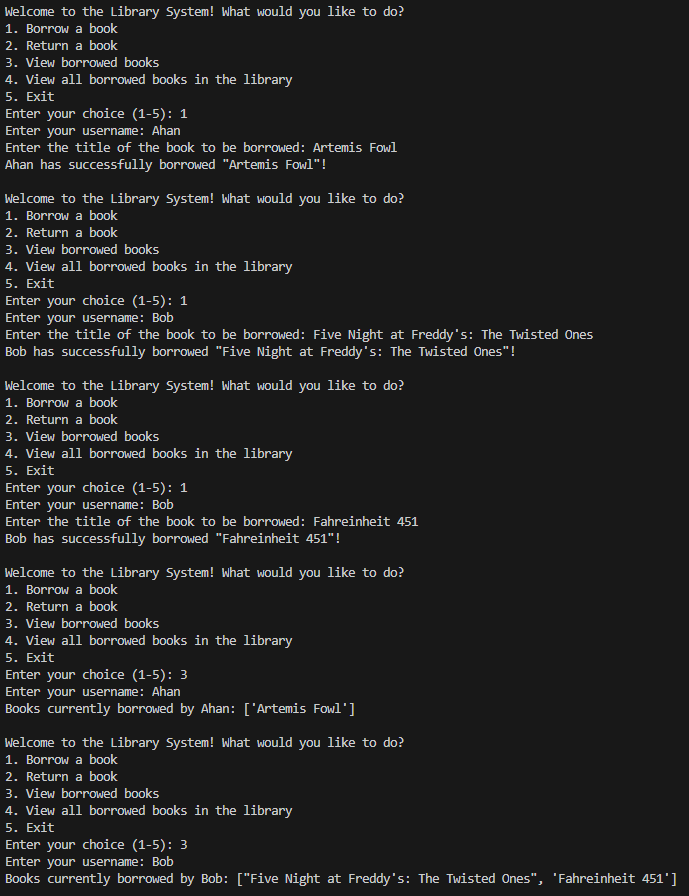 Welcome to the Library System! What would you like to do?
1. Borrow a book
2. Return a book
3. View borrowed books
4. View all borrowed books in the library
5. Exit
Enter your choice (1-5): 1
Enter your username: Ahan
Enter the title of the book to be borrowed: Artemis Fowl
Ahan has successfully borrowed "Artemis Fowl"!

Welcome to the Library System! What would you like to do?
1. Borrow a book
2. Return a book
3. View borrowed books
4. View all borrowed books in the library
5. Exit
Enter your choice (1-5): 1
Enter your username: Bob
Enter the title of the book to be borrowed: Five Night at Freddy's: The Twisted Ones
Bob has successfully borrowed "Five Night at Freddy's: The Twisted Ones"!

Welcome to the Library System! What would you like to do?
1. Borrow a book
2. Return a book
3. View borrowed books
4. View all borrowed books in the library
5. Exit
Enter your choice (1-5): 1
Enter your username: Bob
Enter the title of the book to be borrowed: Fahreinheit 451
Bob has successfully borrowed "Fahreinheit 451"!

Welcome to the Library System! What would you like to do?
1. Borrow a book
2. Return a book
3. View borrowed books
4. View all borrowed books in the library
5. Exit
Enter your choice (1-5): 3
Enter your username: Ahan
Books currently borrowed by Ahan: ['Artemis Fowl']

Welcome to the Library System! What would you like to do?
1. Borrow a book
2. Return a book
3. View borrowed books
4. View all borrowed books in the library
5. Exit
Enter your choice (1-5): 3
Enter your username: Bob
Books currently borrowed by Bob: ["Five Night at Freddy's: The Twisted Ones", 'Fahreinheit 451']